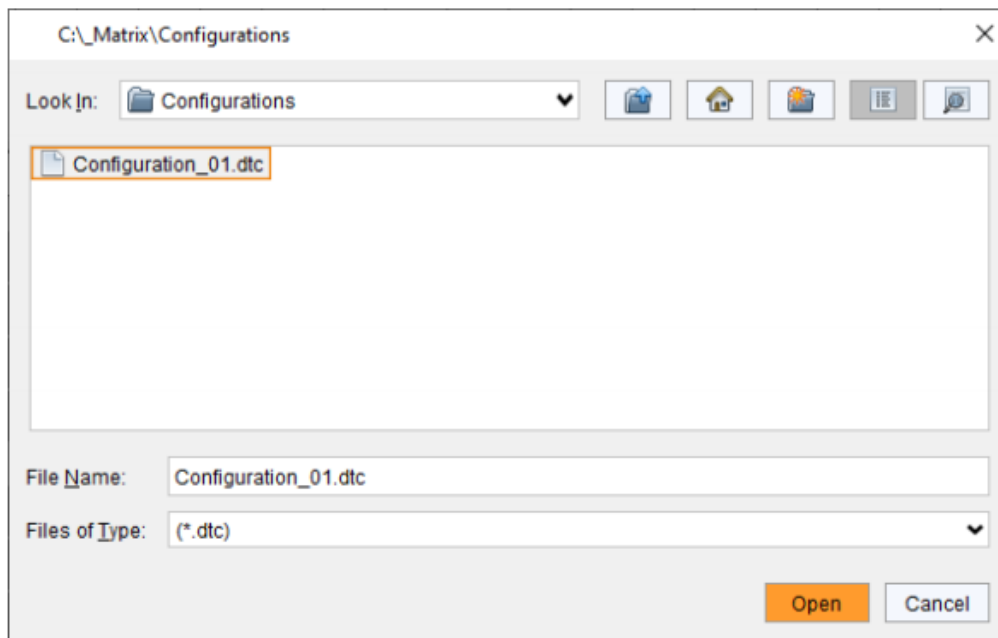 C:\_Matrix\Configurations
Look In: Configurations
Configuration_01.dtc
File Name: Configuration_01.dtc
Files of Type: (*.dtc)
Open Cancel